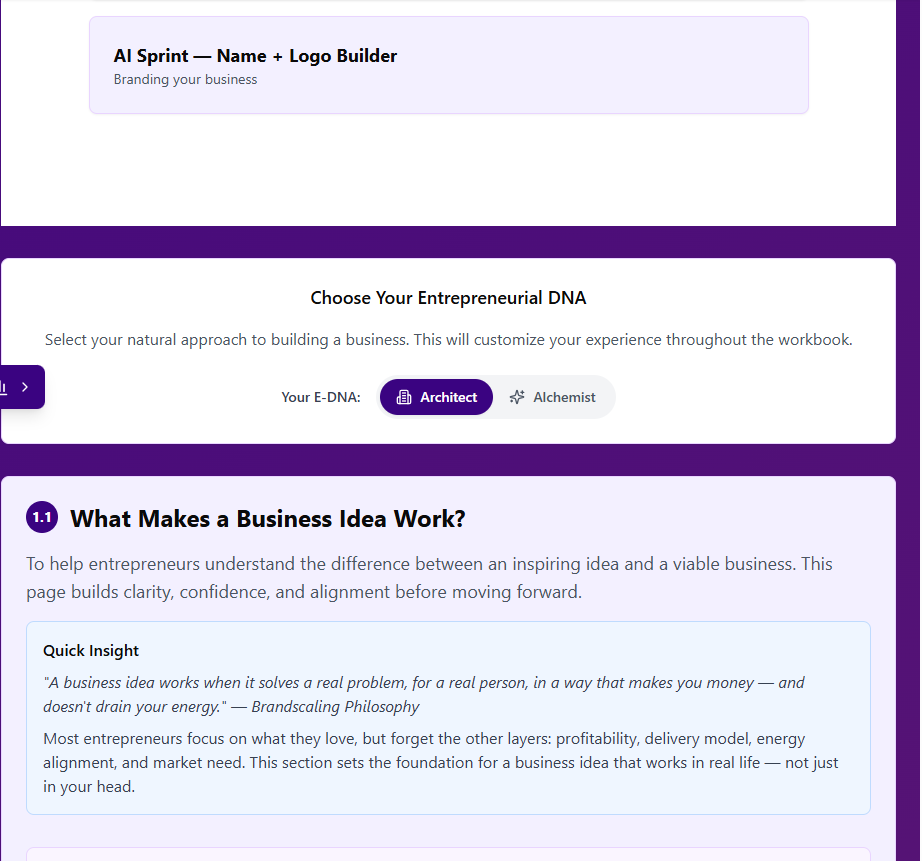 AI Sprint — Name + Logo Builder
Branding your business
Choose Your Entrepreneurial DNA
Select your natural approach to building a business. This will customize your experience throughout the workbook.
Your E-DNA: Architect Alchemist
1.1 What Makes a Business Idea Work?
To help entrepreneurs understand the difference between an inspiring idea and a viable business. This
page builds clarity, confidence, and alignment before moving forward.
Quick Insight
"A business idea works when it solves a real problem, for a real person, in a way that makes you money — and
doesn't drain your energy." — Brandscaling Philosophy
Most entrepreneurs focus on what they love, but forget the other layers: profitability, delivery model, energy
alignment, and market need. This section sets the foundation for a business idea that works in real life — not just
in your head.